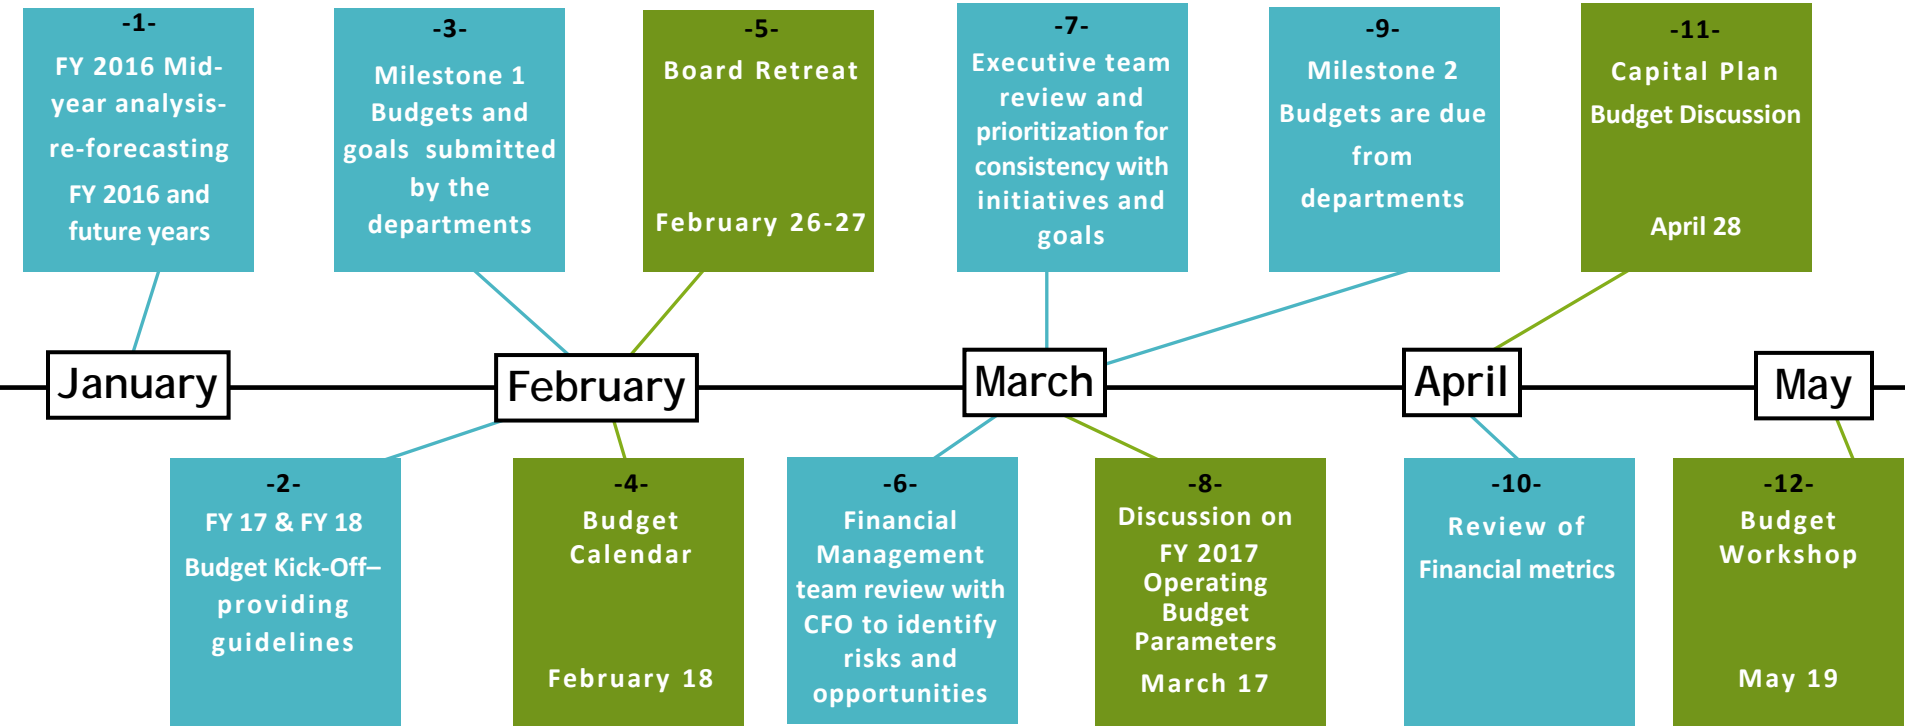 -1-
FY 2016 Mid-
year analysis-
re-forecasting
FY 2016 and
future years
-3-
Milestone 1
Budgets and
goals submitted
by the
departments
-5-
Board Retreat
February 26-27
-7-
Executive team
review and
prioritization for
consistency with
initiatives and
goals
-9-
Milestone 2
Budgets are due
from
departments
-11-
Capital Plan
Budget Discussion
April 28
January
February
March
April
May
-2-
FY 17 & FY 18
Budget Kick-Off–
providing
guidelines
-4-
Budget
Calendar
February 18
-6-
Financial
Management
team review with
CFO to identify
risks and
opportunities
-8-
Discussion on
FY 2017
Operating
Budget
Parameters
March 17
-10-
Review of
Financial metrics
-12-
Budget
Workshop
May 19